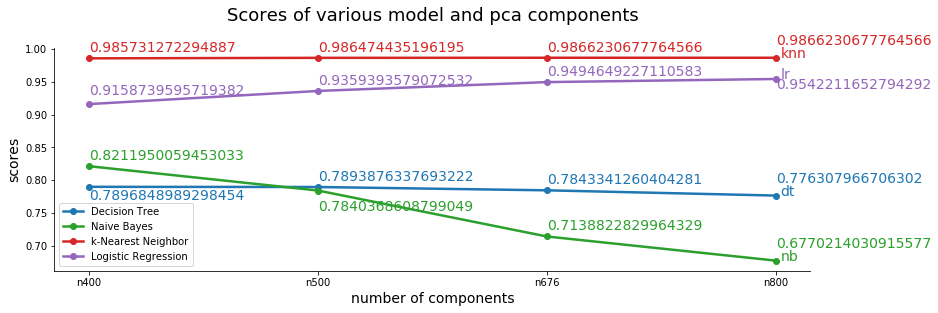 Scores of various model and pca components
0.985731272294887
0.986474435196195
0.9866230677764566
0.9866230677764566
knn
0.9158739595719382
0.9359393579072532
0.9494649227110583
lr
0.9542211652794292
0.8211950059453033
0.7896848989298454
0.7893876337693222
0.7840368608799049
0.7843341260404281
0.776307966706302
dt
0.7138822829964329
0.6770214030915577
nb
1.00
0.95
0.90
0.85
0.80
0.75
0.70
scores
Decision Tree
Naive Bayes
k-Nearest Neighbor
Logistic Regression
n400
n500
n676
n800
number of components